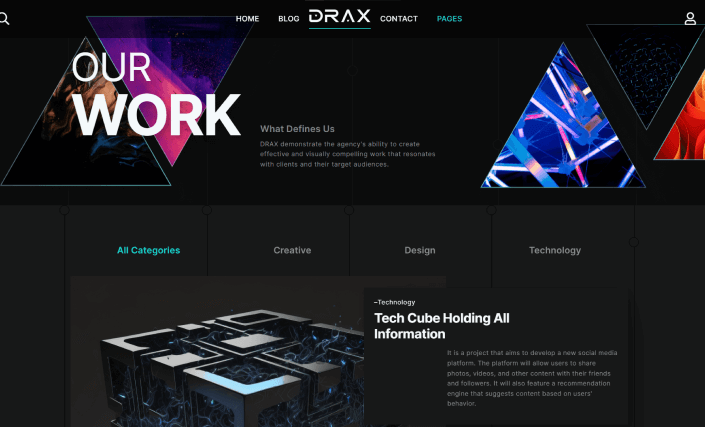 HOME
BLOG
DRAX
CONTACT
PAGES
OUR
WORK
What Defines Us
DRAX demonstrate the agency's ability to create
effective and visually compelling work that resonates
with clients and their target audiences.
All Categories
Creative
Design
Technology
–Technology
Tech Cube Holding All
Information
It is a project that aims to develop a new social media
platform. The platform will allow users to share
photos, videos, and other content with their friends
and followers. It will also feature a recommendation
engine that suggests content based on users'
behavior.